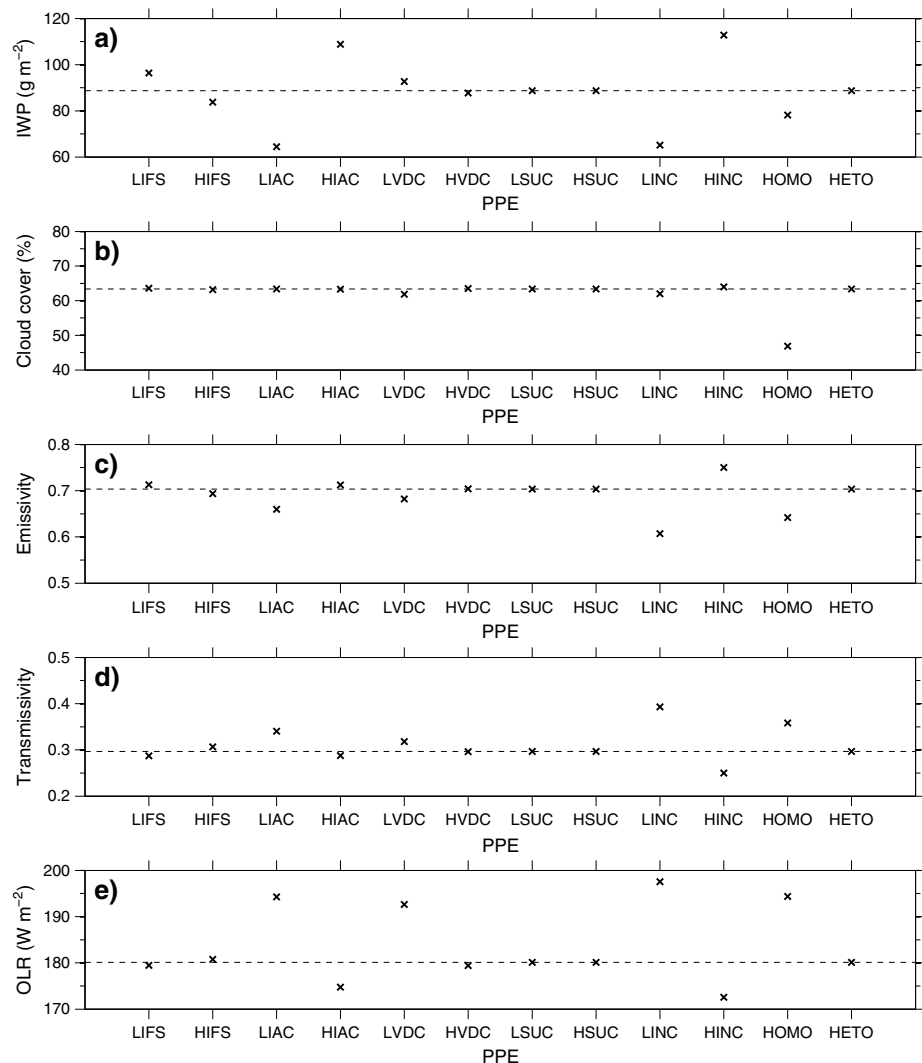 a)
IWP (g m⁻²)
120
100
80
60
LIFS HIFS LIAC HIAC LVDC HVDC LSUC HSUC LINC HINC HOMO HETO
PPE
b)
Cloud cover (%)
80
70
60
50
40
LIFS HIFS LIAC HIAC LVDC HVDC LSUC HSUC LINC HINC HOMO HETO
PPE
c)
Emissivity
0.8
0.7
0.6
0.5
LIFS HIFS LIAC HIAC LVDC HVDC LSUC HSUC LINC HINC HOMO HETO
PPE
d)
Transmissivity
0.5
0.4
0.3
0.2
LIFS HIFS LIAC HIAC LVDC HVDC LSUC HSUC LINC HINC HOMO HETO
PPE
e)
OLR (W m⁻²)
200
190
180
170
LIFS HIFS LIAC HIAC LVDC HVDC LSUC HSUC LINC HINC HOMO HETO
PPE